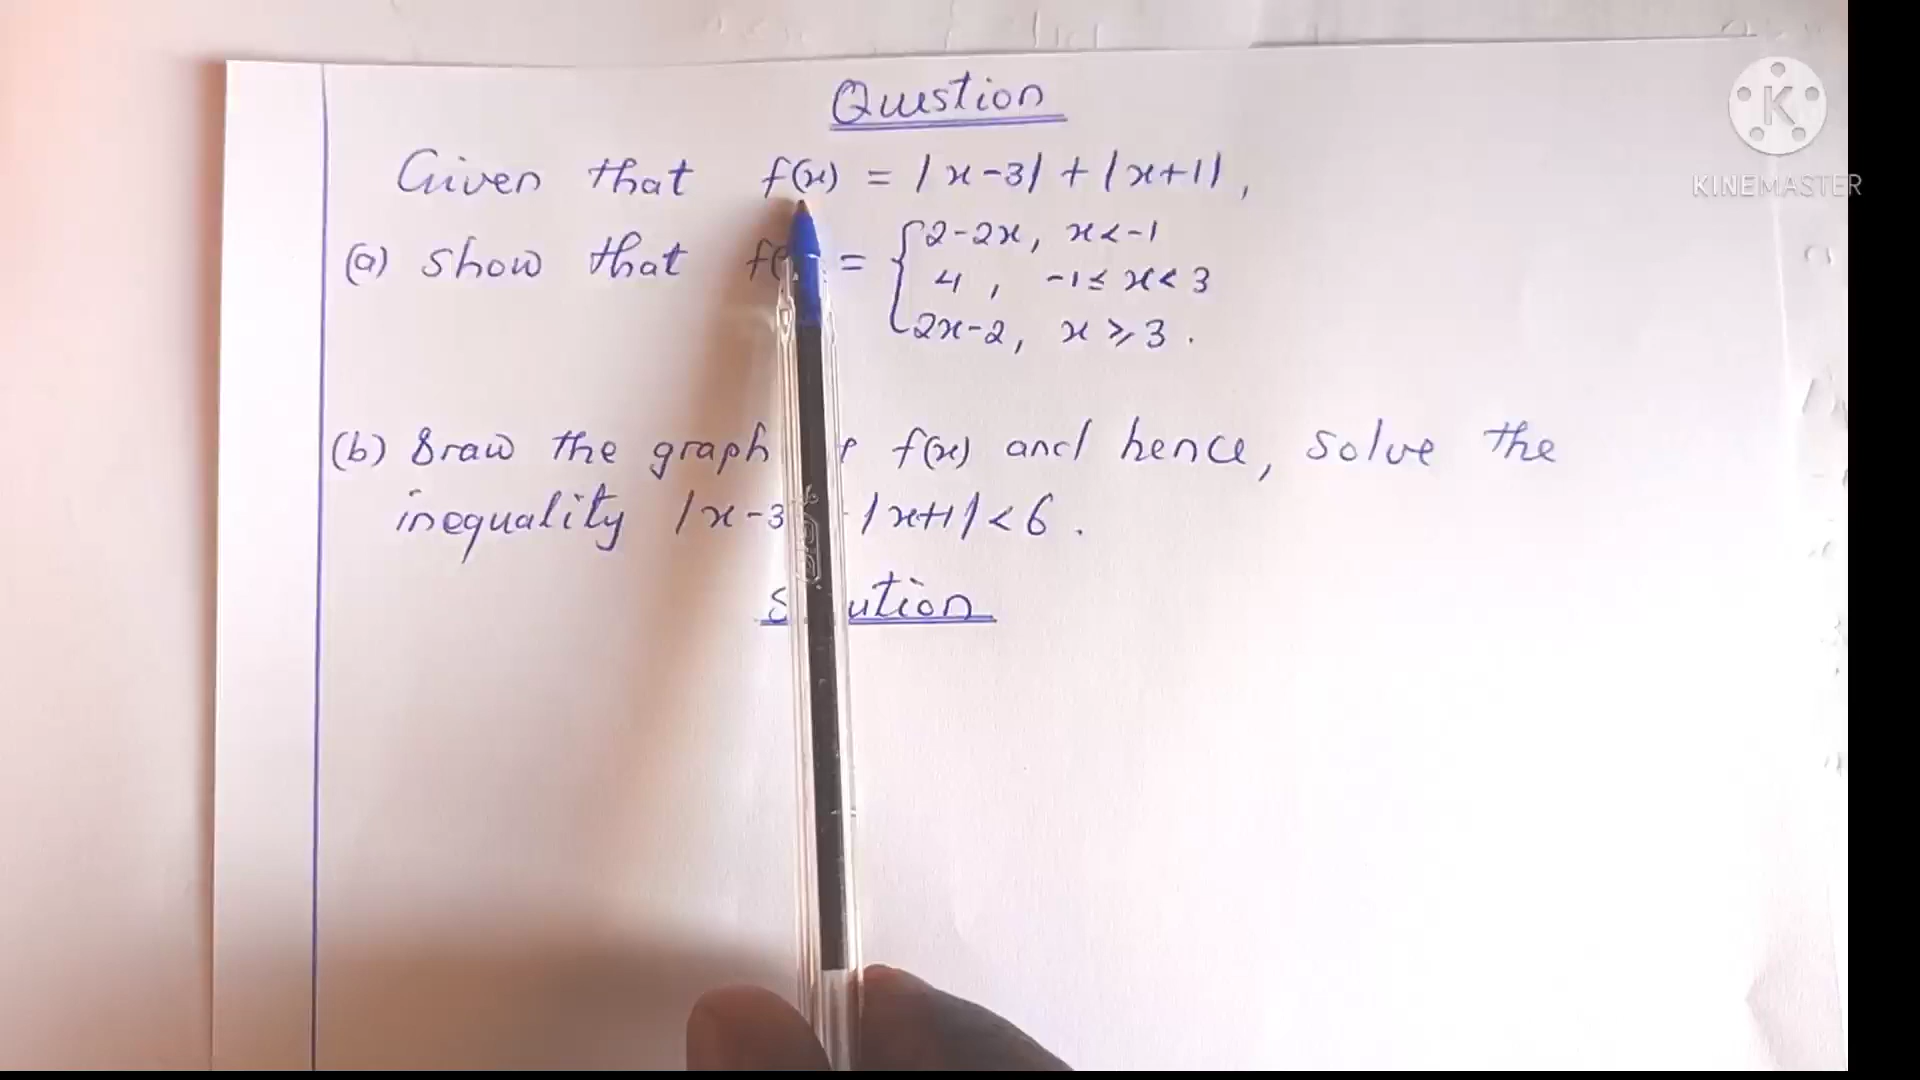 Question
Given that f(x) = |x-3| + |x+1|,
(a) show that = {2-2x, x<-1
4, -1≤x<3
2x-2, x≥3.
(b) Draw the graph f(x) and hence, solve the
inequality |x-3 |x+1|<6.
KINEMASTER